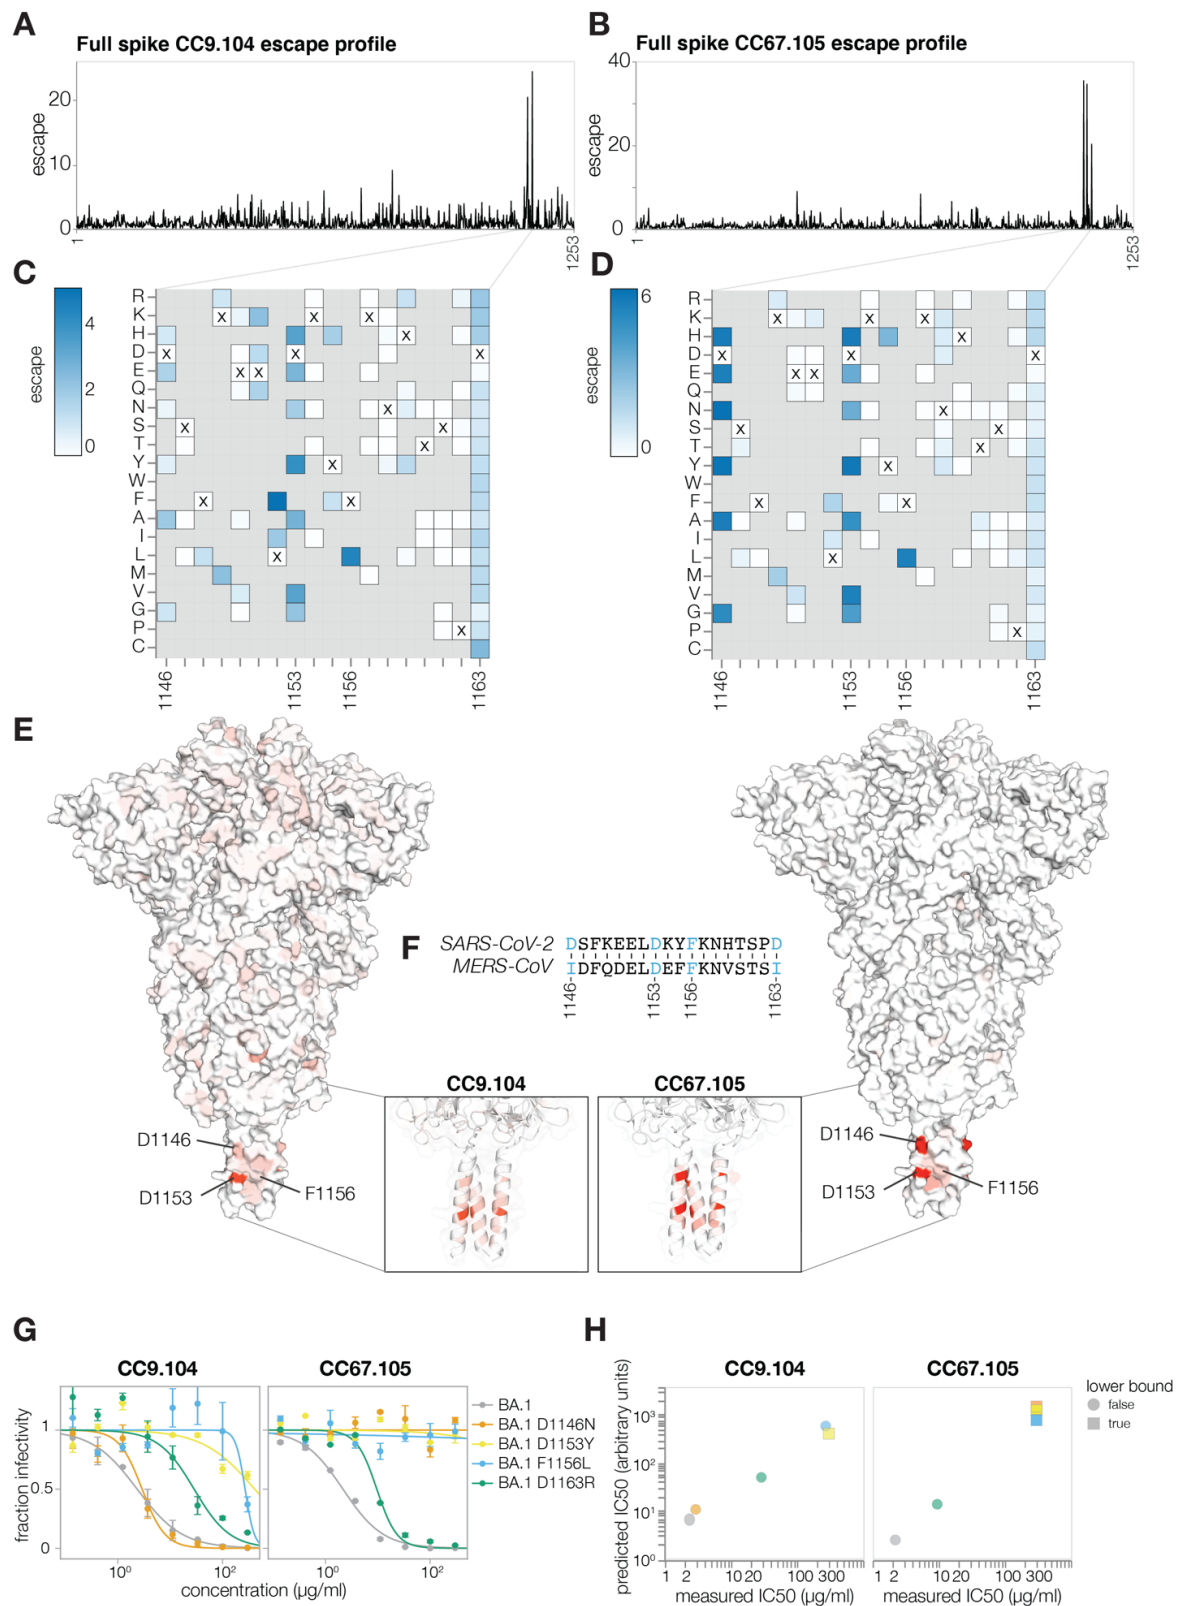 A
Full spike CC9.104 escape profile
escape
20
10
0
1
1253
B
Full spike CC67.105 escape profile
escape
40
20
0
1
1253
C
escape
4
2
0
R
K
H
D
E
Q
N
S
T
Y
W
F
A
I
L
M
V
G
P
C
X X X
X
X X X
X X
X
X
X
X
X X
X
X
1146
1153
1156
1163
D
escape
6
0
R
K
H
D
E
Q
N
S
T
Y
W
F
A
I
L
M
V
G
P
C
X X X
X
X X X
X X
X
X X
X
X
X X
X
X
1146
1153
1156
1163
E
D1146
D1153
F1156
F
SARS-CoV-2 DSFKEELDKYFKNHTSPD
MERS-CoV IDFQDELDEFFKNVSTSI
1146-
1153-
1156-
1163-
CC9.104
CC67.105
D1146
D1153
F1156
G
CC9.104
CC67.105
fraction infectivity
1
0.5
0
10⁰ 10²
10⁰ 10²
concentration (μg/ml)
BA.1
BA.1 D1146N
BA.1 D1153Y
BA.1 F1156L
BA.1 D1163R
H
CC9.104
CC67.105
predicted IC50 (arbitrary units)
10³
10²
10¹
10⁰
1 2 10 20 100 300
1 2 10 20 100 300
measured IC50 (μg/ml)
measured IC50 (μg/ml)
lower bound
false
true